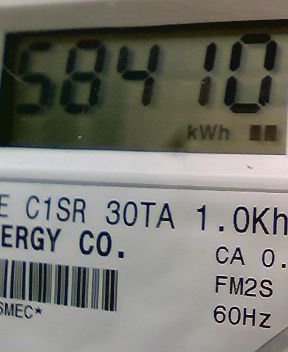 58410
kWh
E C1SR 30TA 1.0Kh
ERGY CO.
CA 0.
FM2S
SMEC*
60Hz